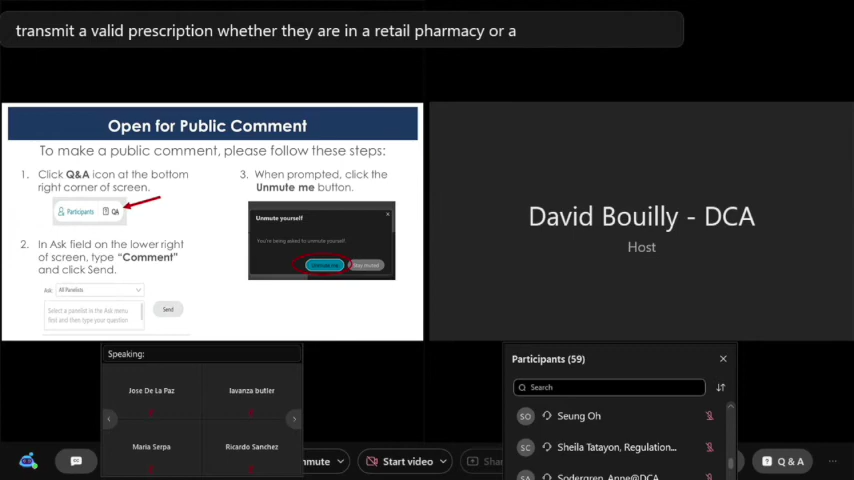 transmit a valid prescription whether they are in a retail pharmacy or a
Open for Public Comment
To make a public comment, please follow these steps:
1. Click Q&A icon at the bottom
right corner of screen.
Participants
QA
2. In Ask field on the lower right
of screen, type “Comment”
and click Send.
Ask: All Panelists
Select a panelist in the Ask menu
first and then type your question
Send
3. When prompted, click the
Unmute me button.
Unmute yourself
You're being asked to unmute yourself.
Unmute me
Stay muted
David Bouilly - DCA
Host
Speaking:
Jose De La Paz
lavanza butler
Maria Serpa
Ricardo Sanchez
Participants (59)
Search
SO Seung Oh
SC Sheila Tatayon, Regulation...
SA Sodergren, Anne@DCA
nmute
Start video
Shar
Q & A